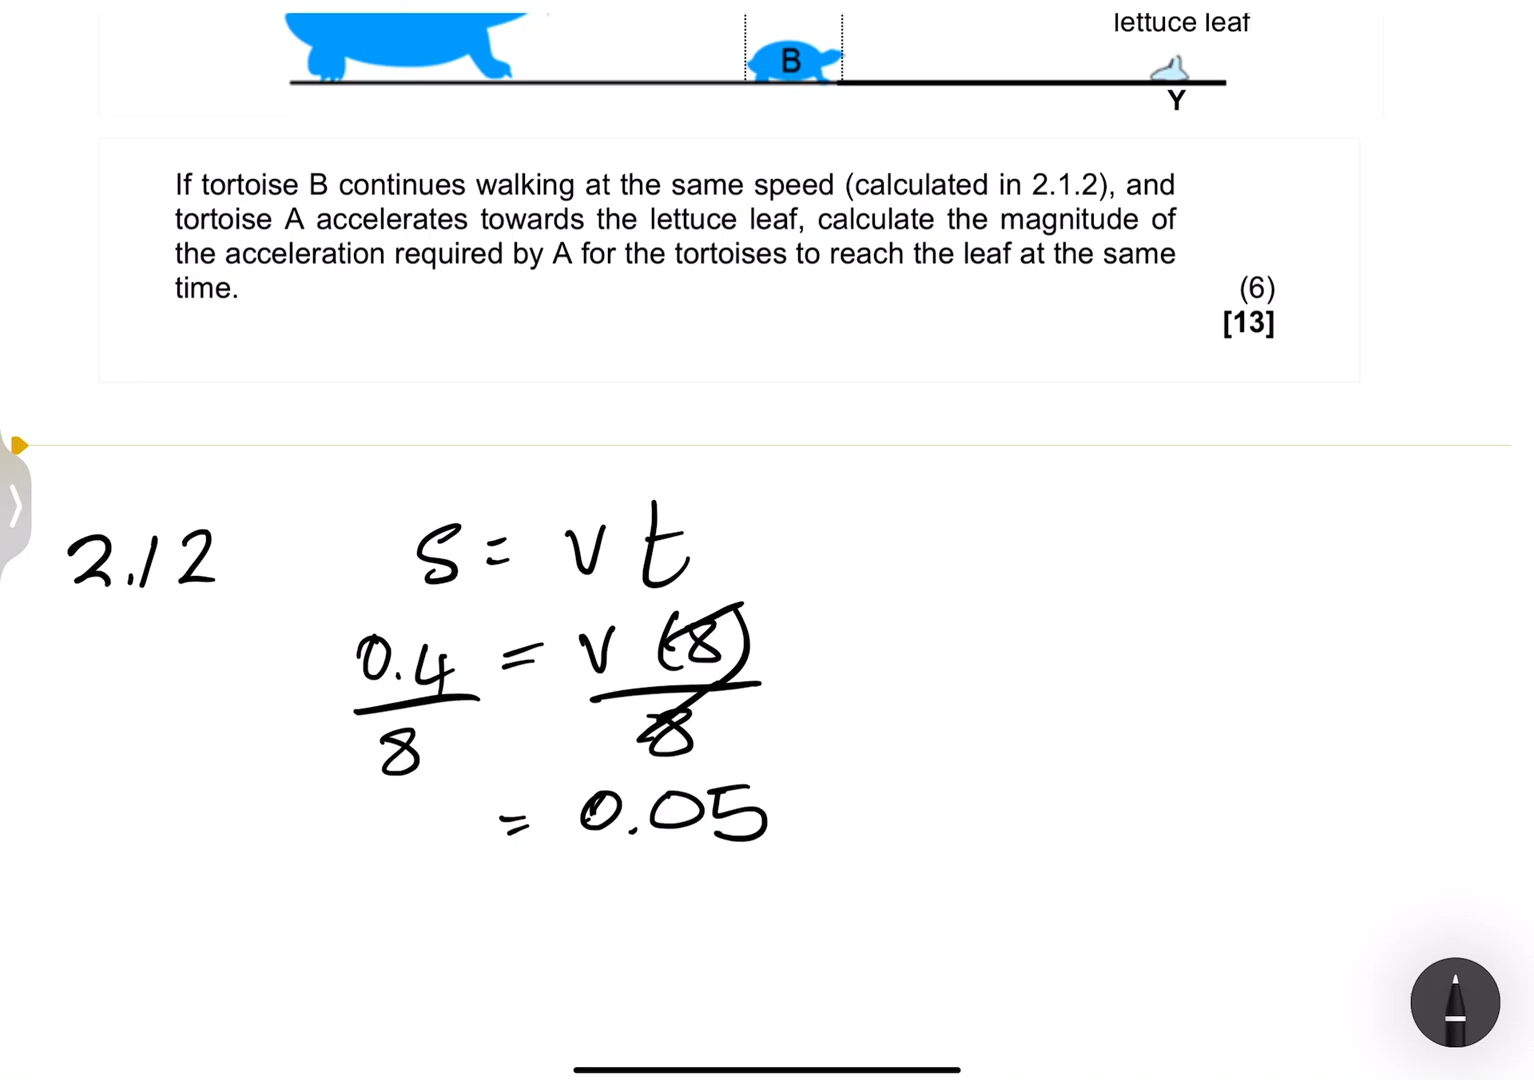 lettuce leaf
B
Y
If tortoise B continues walking at the same speed (calculated in 2.1.2), and
tortoise A accelerates towards the lettuce leaf, calculate the magnitude of
the acceleration required by A for the tortoises to reach the leaf at the same
time.
(6)
[13]
2.12 s = v t
0.4 = v (8)
8 8
= 0.05